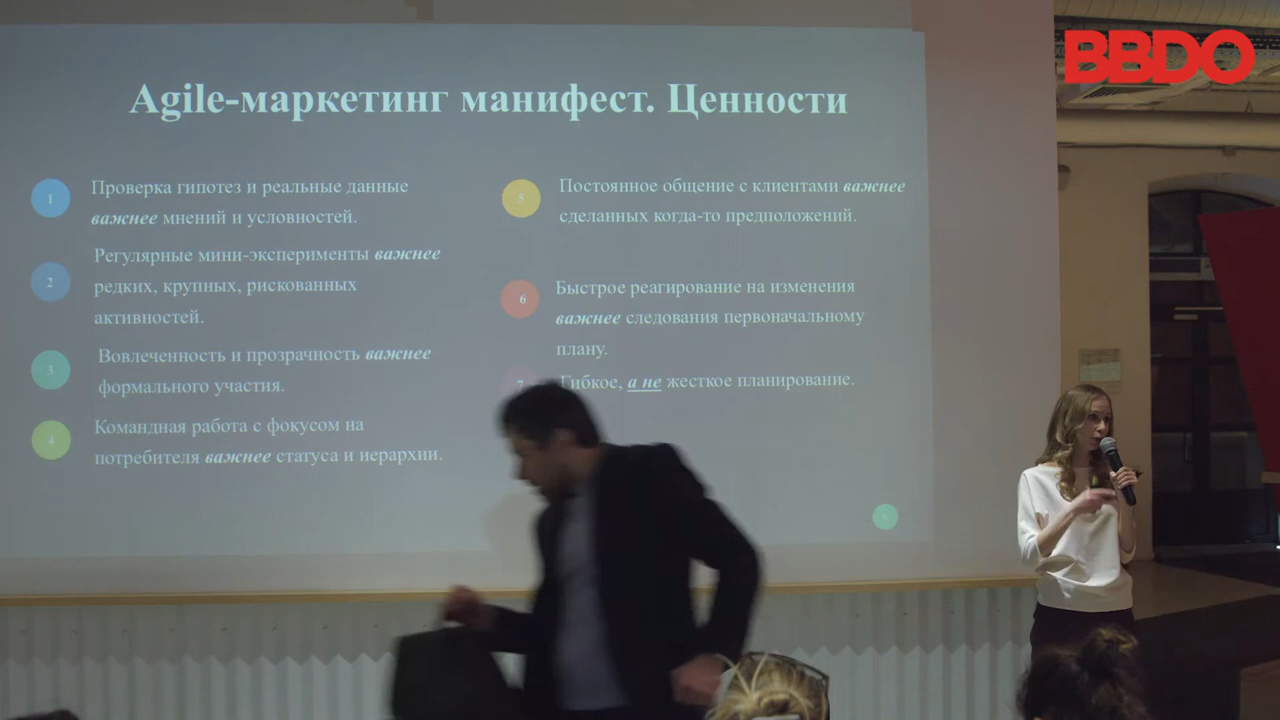 BBDO
Agile-маркетинг манифест. Ценности
1
Проверка гипотез и реальные данные
важнее мнений и условностей.
2
Регулярные мини-эксперименты важнее
редких, крупных, рискованных
активностей.
3
Вовлеченность и прозрачность важнее
формального участия.
4
Командная работа с фокусом на
потребителя важнее статуса и иерархии.
5
Постоянное общение с клиентами важнее
сделанных когда-то предположений.
6
Быстрое реагирование на изменения
важнее следования первоначальному
плану.
7
Гибкое, а не жесткое планирование.